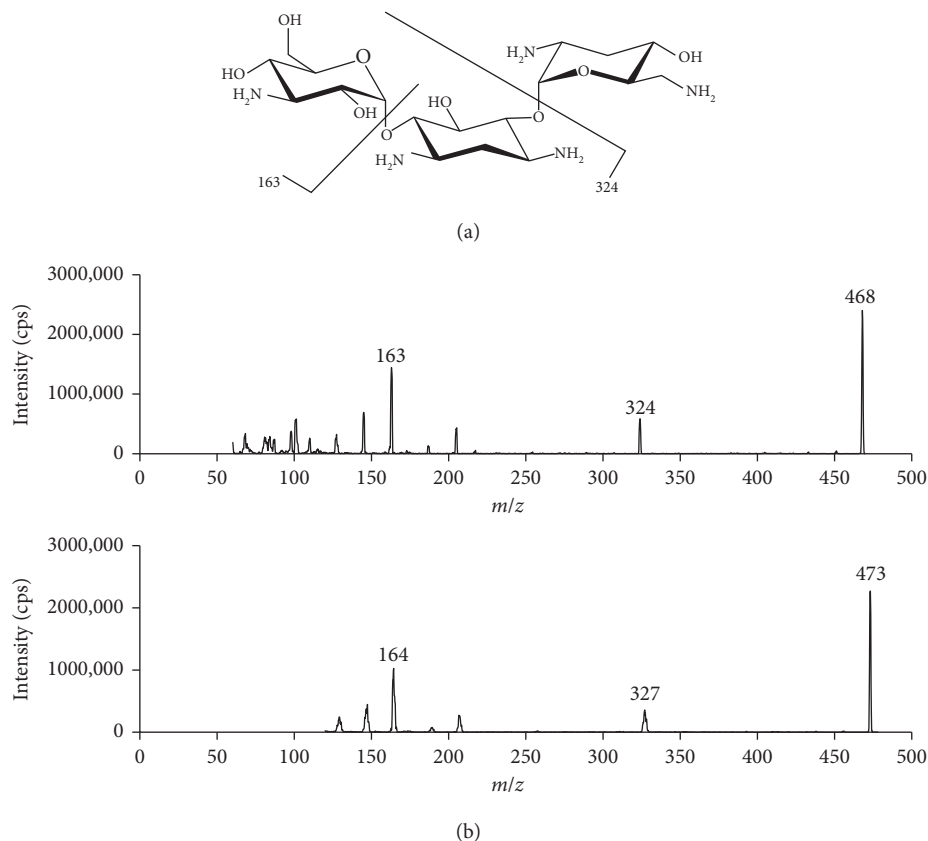 OH
O
HO
H₂N
OH
O
HO
H₂N
NH₂
O
H₂N
O
OH
NH₂
163
324
(a)
Intensity (cps)
3000,000
2000,000
1000,000
0
163
324
468
0 50 100 150 200 250 300 350 400 450 500
m/z
Intensity (cps)
3000,000
2000,000
1000,000
0
164
327
473
0 50 100 150 200 250 300 350 400 450 500
m/z
(b)